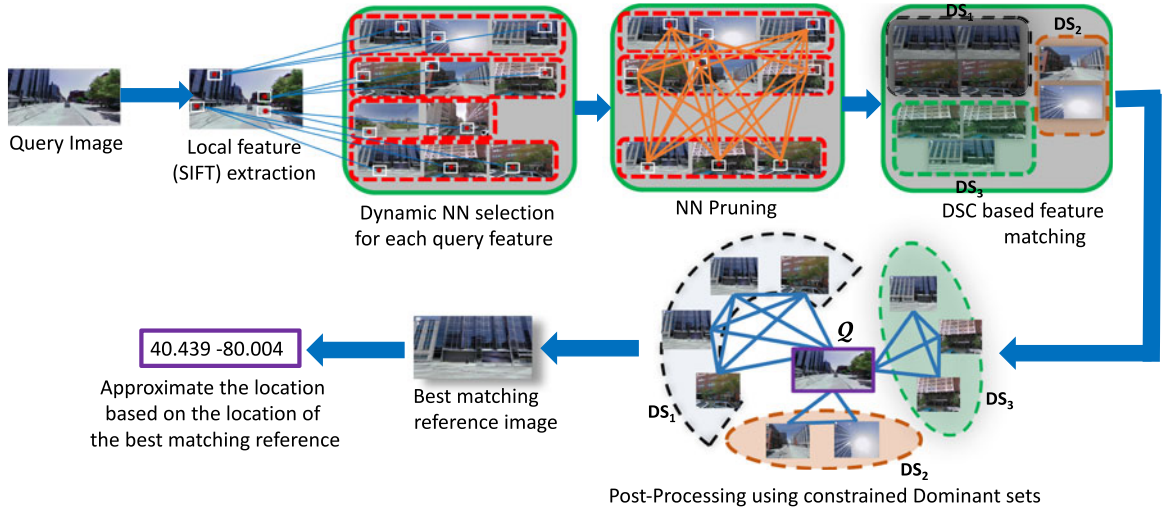 Query Image
Local feature
(SIFT) extraction
Dynamic NN selection
for each query feature
NN Pruning
DS1
DS2
DS3
DSC based feature
matching
Q
DS1
DS2
DS3
Post-Processing using constrained Dominant sets
Best matching
reference image
40.439 -80.004
Approximate the location
based on the location of
the best matching reference